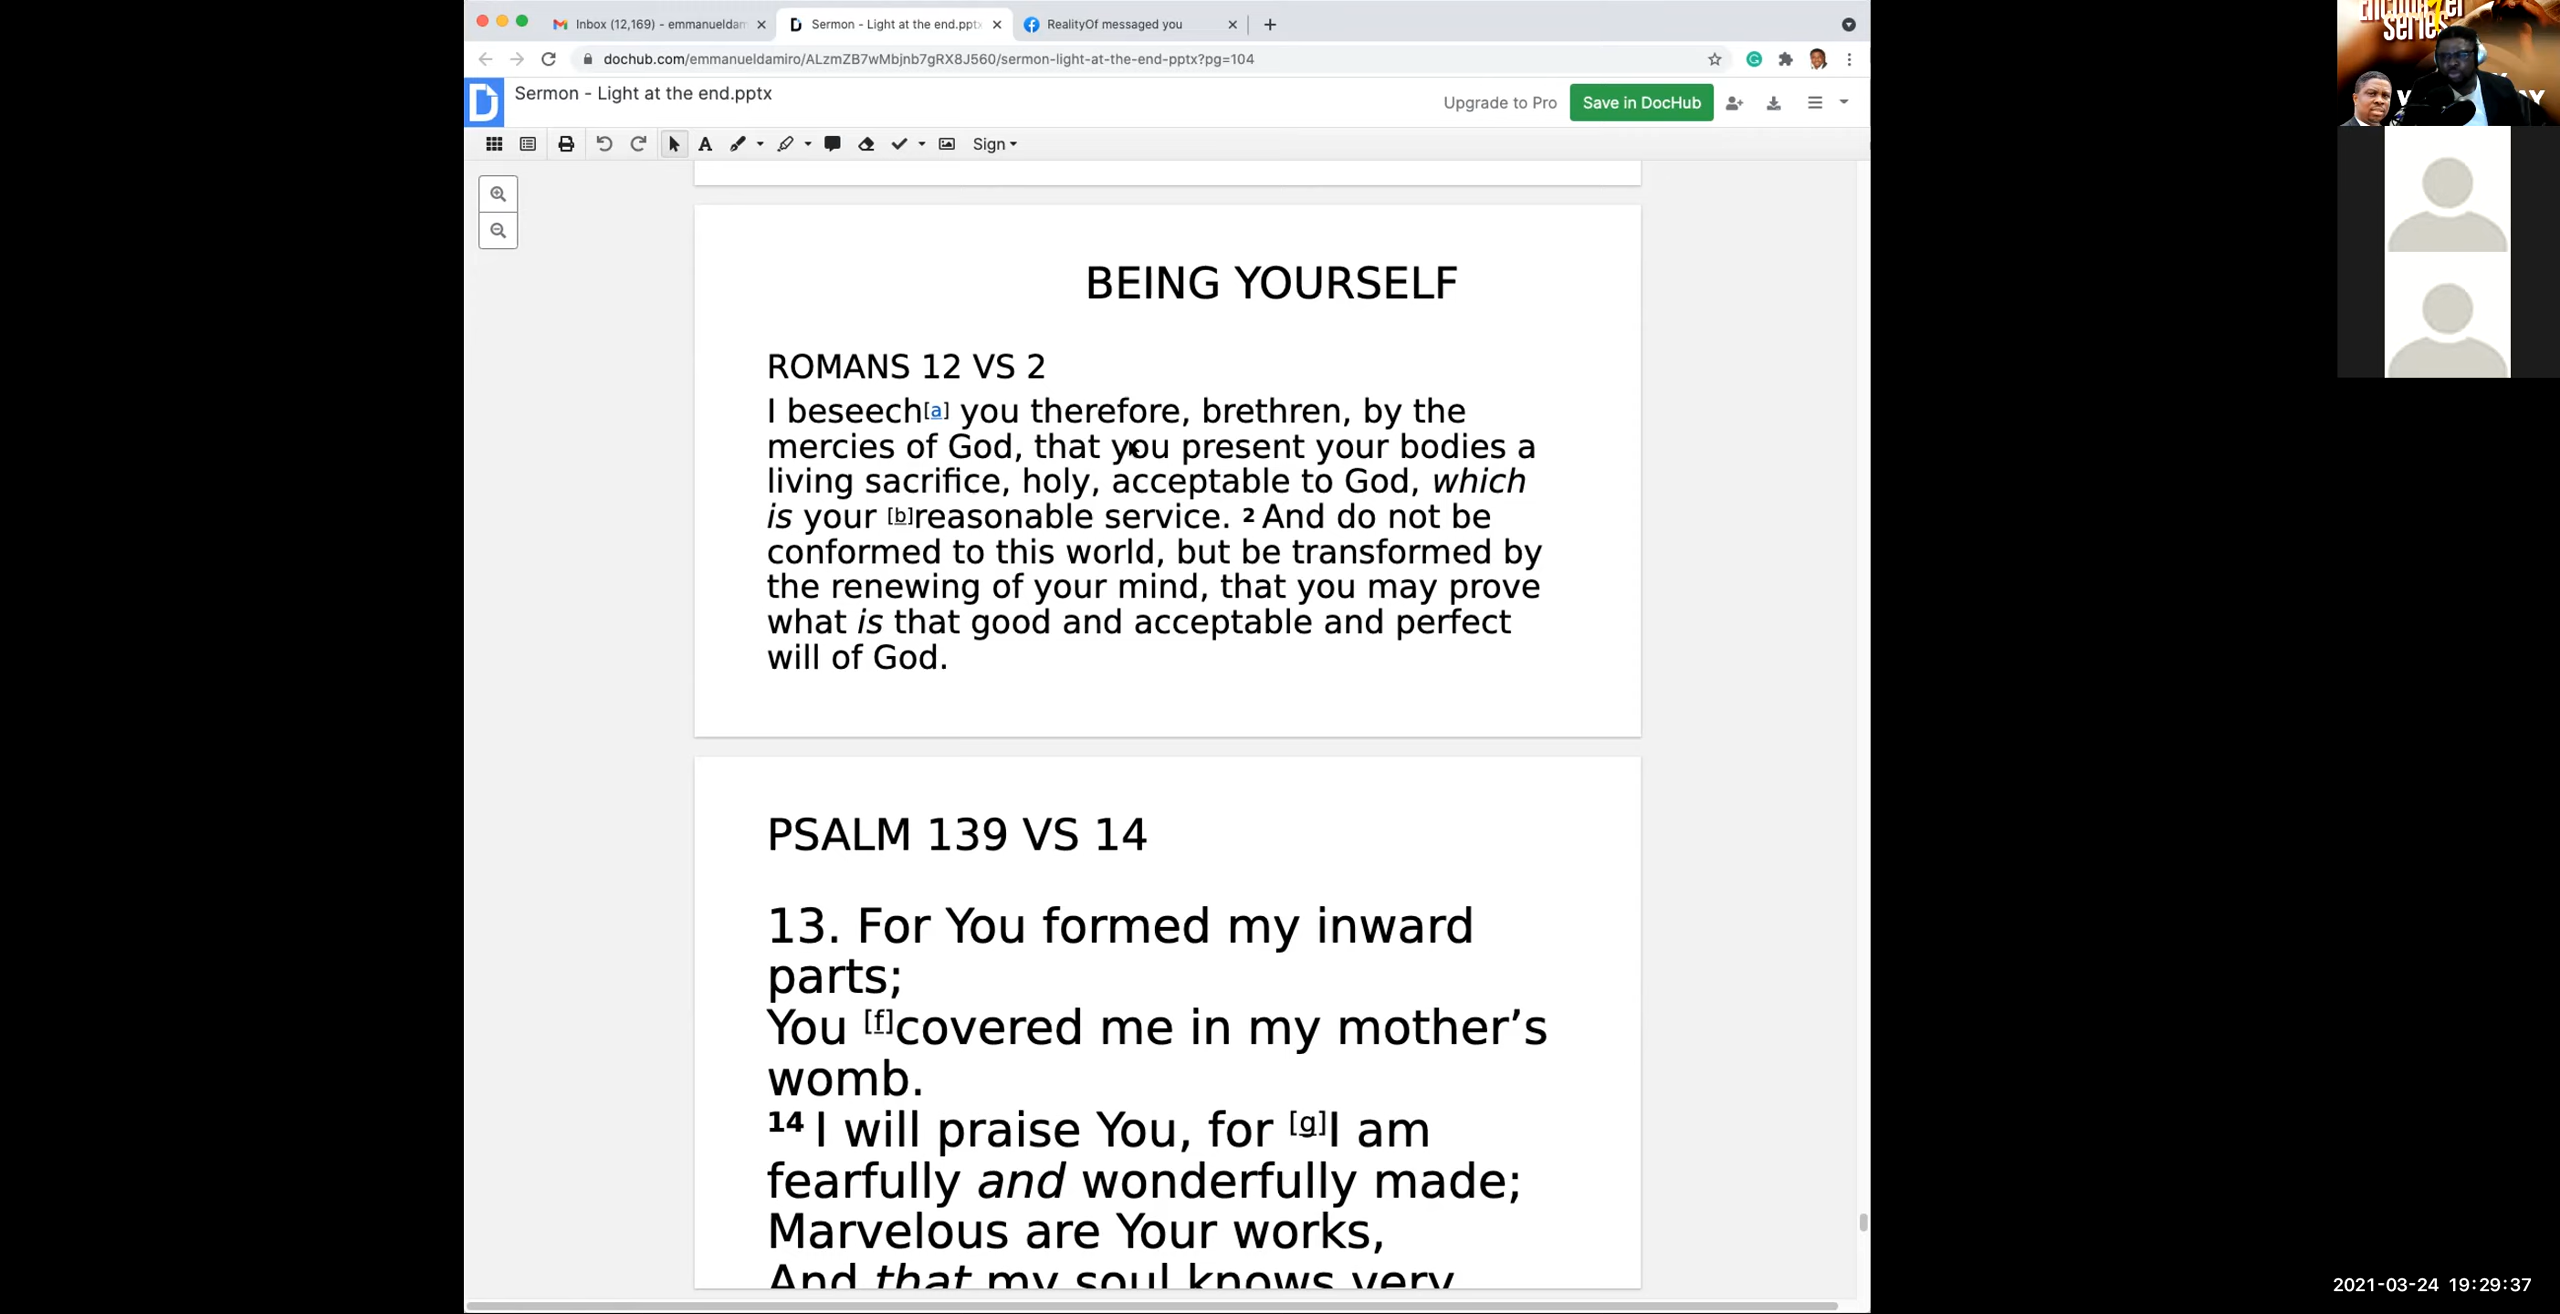 Inbox (12,169) - emmanueldam
Sermon - Light at the end.pptx
RealityOf messaged you
dochub.com/emmanueldamiro/ALzmZB7wMbjnb7gRX8J560/sermon-light-at-the-end-pptx?pg=104
Sermon - Light at the end.pptx
Upgrade to Pro
Save in DocHub
Sign
BEING YOURSELF
ROMANS 12 VS 2
I beseech[a] you therefore, brethren, by the
mercies of God, that you present your bodies a
living sacrifice, holy, acceptable to God, which
is your [b]reasonable service. 2 And do not be
conformed to this world, but be transformed by
the renewing of your mind, that you may prove
what is that good and acceptable and perfect
will of God.
PSALM 139 VS 14
13. For You formed my inward
parts;
You [f]covered me in my mother’s
womb.
14 I will praise You, for [g]I am
fearfully and wonderfully made;
Marvelous are Your works,
And that my soul knows very
Series
2021-03-24 19:29:37